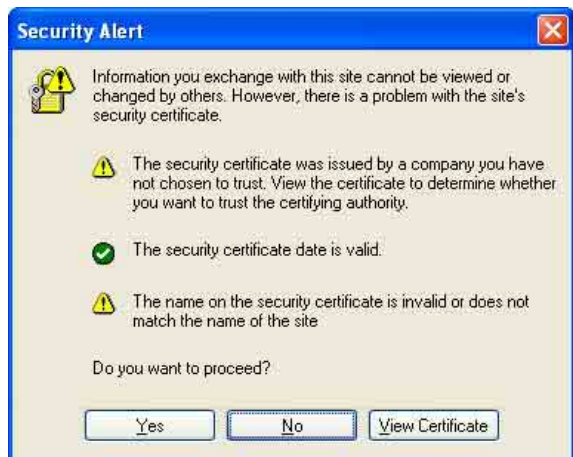 Security Alert
Information you exchange with this site cannot be viewed or
changed by others. However, there is a problem with the site's
security certificate.
The security certificate was issued by a company you have
not chosen to trust. View the certificate to determine whether
you want to trust the certifying authority.
The security certificate date is valid.
The name on the security certificate is invalid or does not
match the name of the site
Do you want to proceed?
Yes
No
View Certificate